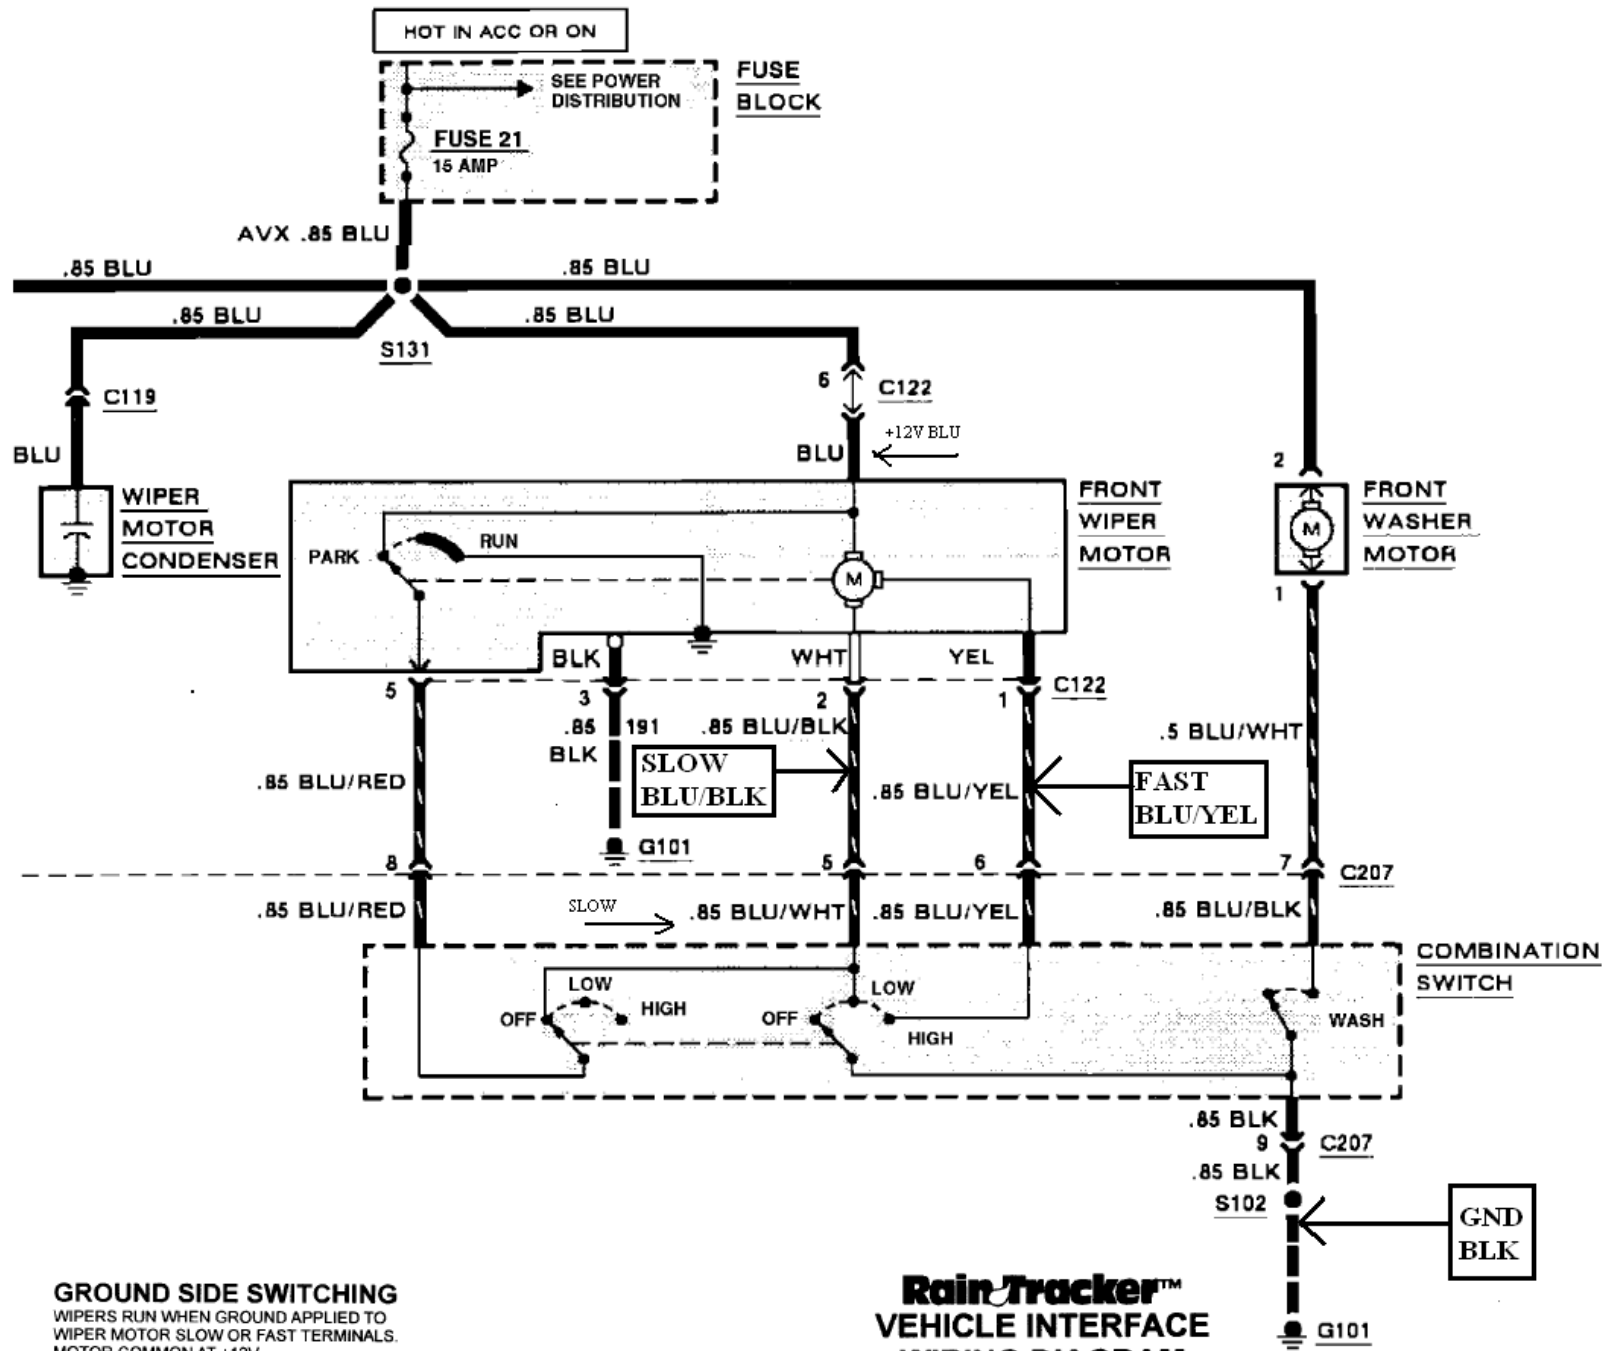 HOT IN ACC OR ON
SEE POWER
DISTRIBUTION
FUSE
BLOCK
FUSE 21
15 AMP
AVX .85 BLU
.85 BLU
.85 BLU
.85 BLU
.85 BLU
S131
C119
6
C122
+12V BLU
BLU
BLU
2
WIPER
MOTOR
CONDENSER
PARK
RUN
M
FRONT
WIPER
MOTOR
M
FRONT
WASHER
MOTOR
BLK
WHT
YEL
5
3
2
1
C122
1
.85
BLK
191
.85 BLU/BLK
.5 BLU/WHT
SLOW
BLU/BLK
.85 BLU/RED
.85 BLU/YEL
FAST
BLU/YEL
G101
8
5
6
7
C207
.85 BLU/RED
SLOW
.85 BLU/WHT
.85 BLU/YEL
.85 BLU/BLK
COMBINATION
SWITCH
OFF
LOW
HIGH
OFF
LOW
HIGH
WASH
.85 BLK
9
C207
.85 BLK
S102
GND
BLK
G101
GROUND SIDE SWITCHING
WIPERS RUN WHEN GROUND APPLIED TO
WIPER MOTOR SLOW OR FAST TERMINALS.
MOTOR COMMON AT +12V
RainTracker™
VEHICLE INTERFACE
WIRING DIAGRAM